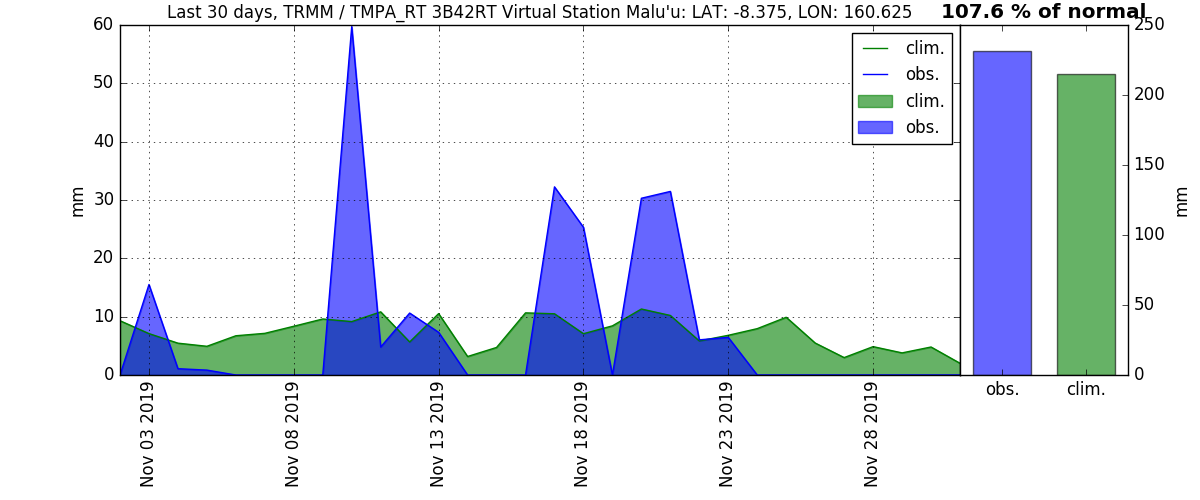 Last 30 days, TRMM / TMPA_RT 3B42RT Virtual Station Malu'u: LAT: -8.375, LON: 160.625
107.6 % of normal
60
50
40
30
20
10
0
mm
clim.
obs.
clim.
obs.
Nov 03 2019
Nov 08 2019
Nov 13 2019
Nov 18 2019
Nov 23 2019
Nov 28 2019
250
200
150
100
50
0
mm
obs.
clim.